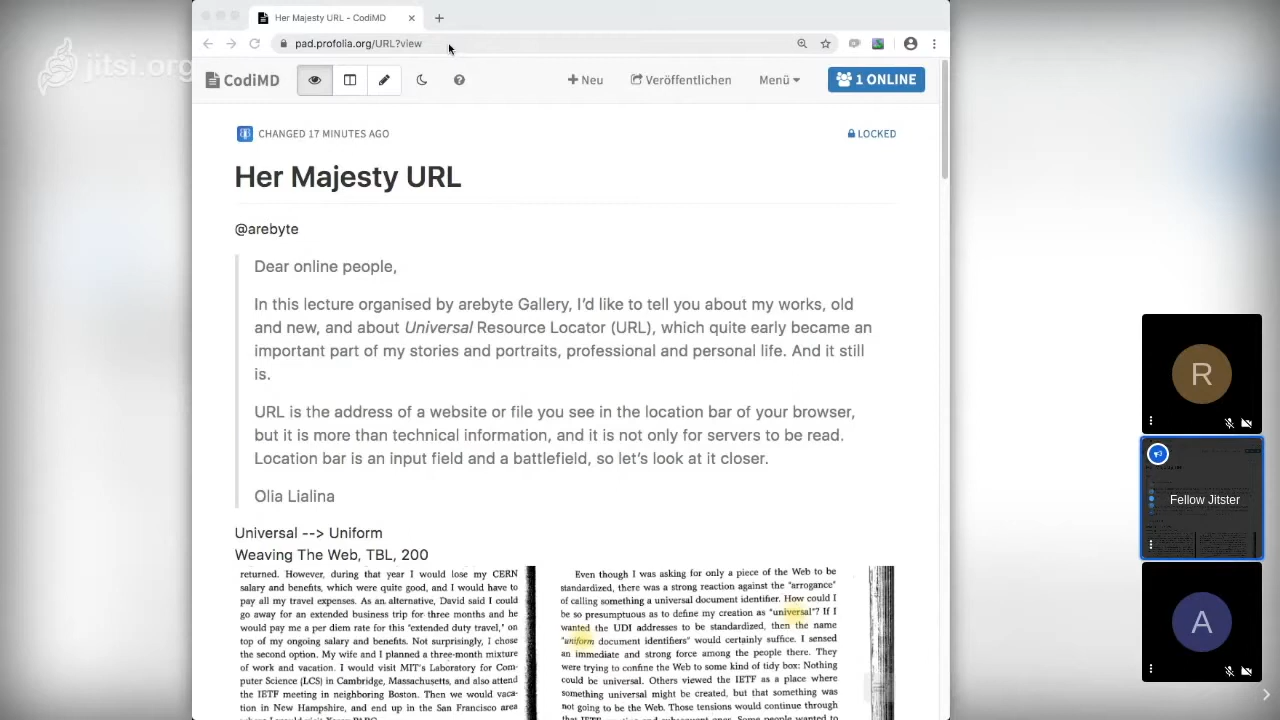 jitsi.org
Her Majesty URL - CodiMD
pad.profolia.org/URL?view
CodiMD
Neu
Veröffentlichen
Menü
1 ONLINE
CHANGED 17 MINUTES AGO
LOCKED
Her Majesty URL
@arebyte
Dear online people,
In this lecture organised by arebyte Gallery, I'd like to tell you about my works, old
and new, and about Universal Resource Locator (URL), which quite early became an
important part of my stories and portraits, professional and personal life. And it still
is.
URL is the address of a website or file you see in the location bar of your browser,
but it is more than technical information, and it is not only for servers to be read.
Location bar is an input field and a battlefield, so let's look at it closer.
Olia Lialina
Universal --> Uniform
Weaving The Web, TBL, 200
returned. However, during that year I would lose my CERN
salary and benefits, which were quite good, and I would have to
pay all my travel expenses. As an alternative, David said I could
go away for an extended business trip for three months and he
would pay me a per diem rate for this "extended duty travel," on
top of my ongoing salary and benefits. Not surprisingly, I chose
the second option. My wife and I planned a three-month mixture
of work and vacation. I would visit MIT's Laboratory for Com-
puter Science (LCS) in Cambridge, Massachusetts, and also attend
the IETF meeting in neighboring Boston. Then we would vaca-
tion in New Hampshire, and end up in the San Francisco area
Even though I was asking for only a piece of the Web to be
standardized, there was a strong reaction against the "arrogance"
of calling something a universal document identifier. How could I
be so presumptuous as to define my creation as "universal"? If I
wanted the UDI addresses to be standardized, then the name
"uniform document identifiers" would certainly suffice. I sensed
an immediate and strong force among the people there. They
were trying to confine the Web to some kind of tidy box: Nothing
could be universal. Others viewed the IETF as a place where
something universal might be created, but that something was
not going to be the Web. Those tensions would continue through
R
Fellow Jitster
A